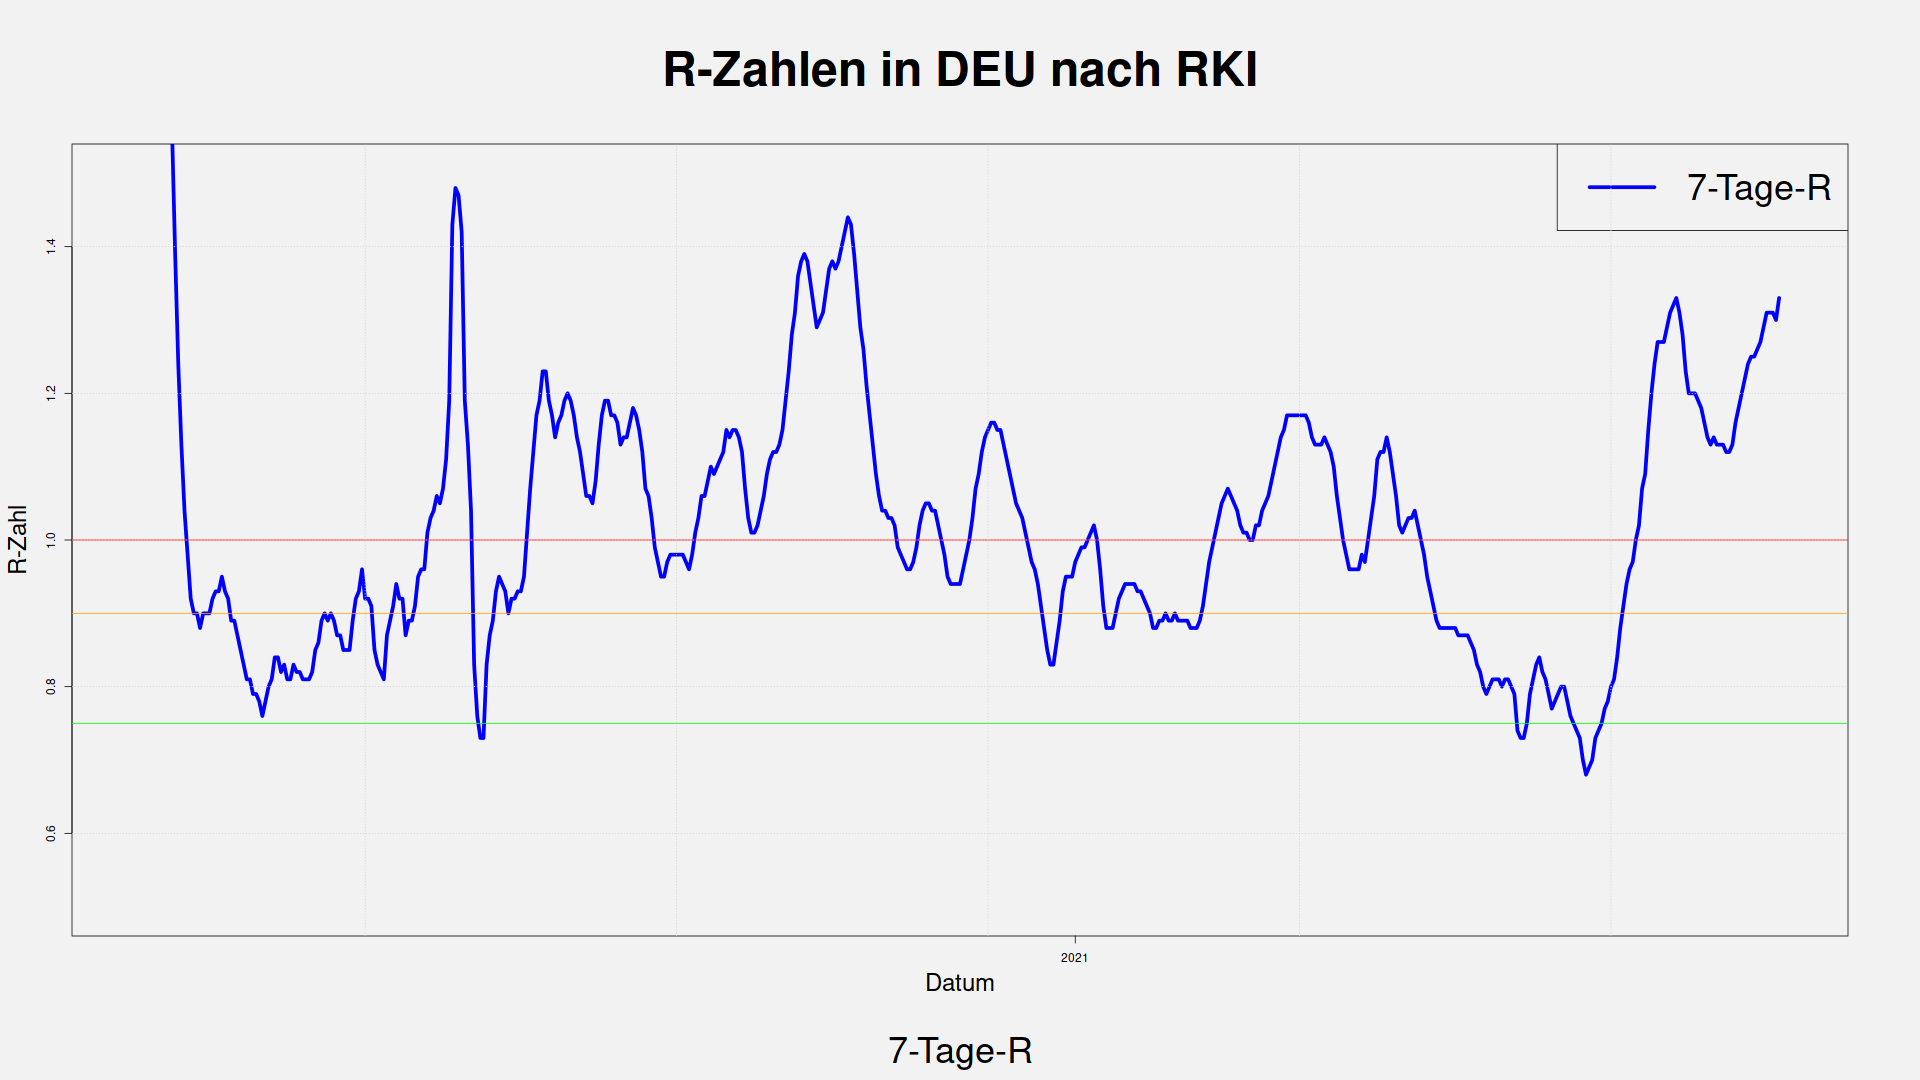 R-Zahlen in DEU nach RKI
7-Tage-R
1.4
1.2
1.0
0.8
0.6
R-Zahl
2021
Datum
7-Tage-R